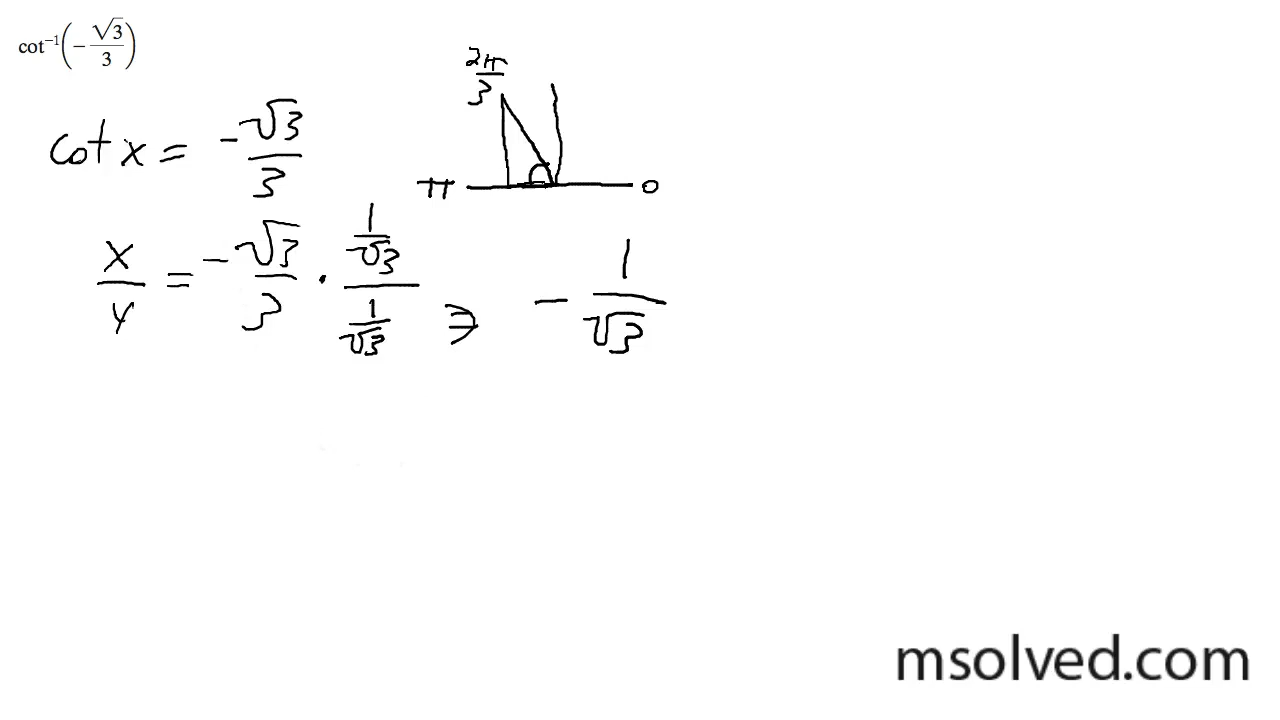 cot⁻¹(-√3/3)
2π/3
cot x = -√3/3
π 0
x/y = -√3/3 · (1/√3)/(1/√3) ⇒ -1/√3
msolved.com